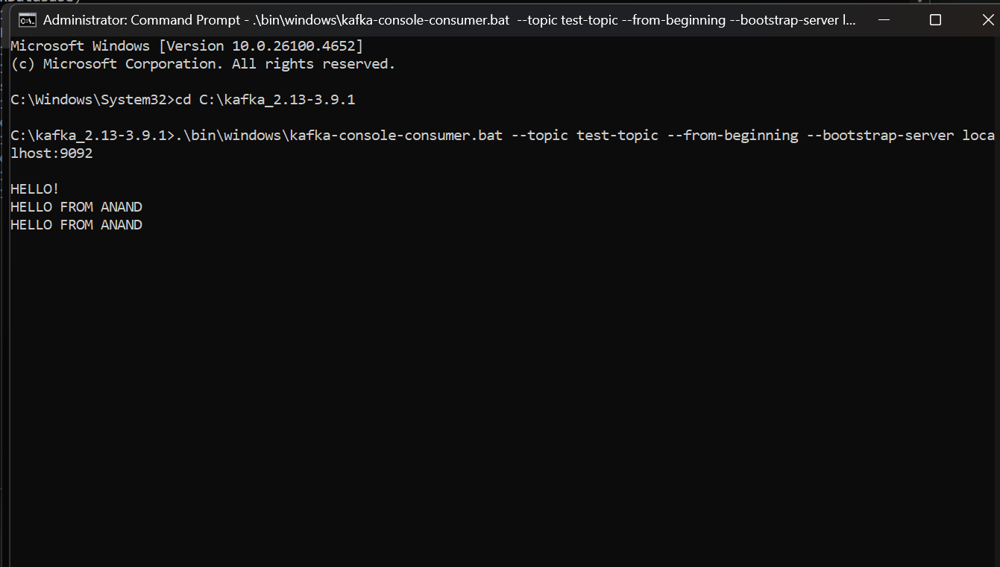 Administrator: Command Prompt - .\bin\windows\kafka-console-consumer.bat  --topic test-topic --from-beginning --bootstrap-server l...
Microsoft Windows [Version 10.0.26100.4652]
(c) Microsoft Corporation. All rights reserved.
C:\Windows\System32>cd C:\kafka_2.13-3.9.1
C:\kafka_2.13-3.9.1>.\bin\windows\kafka-console-consumer.bat --topic test-topic --from-beginning --bootstrap-server loca
lhost:9092
HELLO!
HELLO FROM ANAND
HELLO FROM ANAND